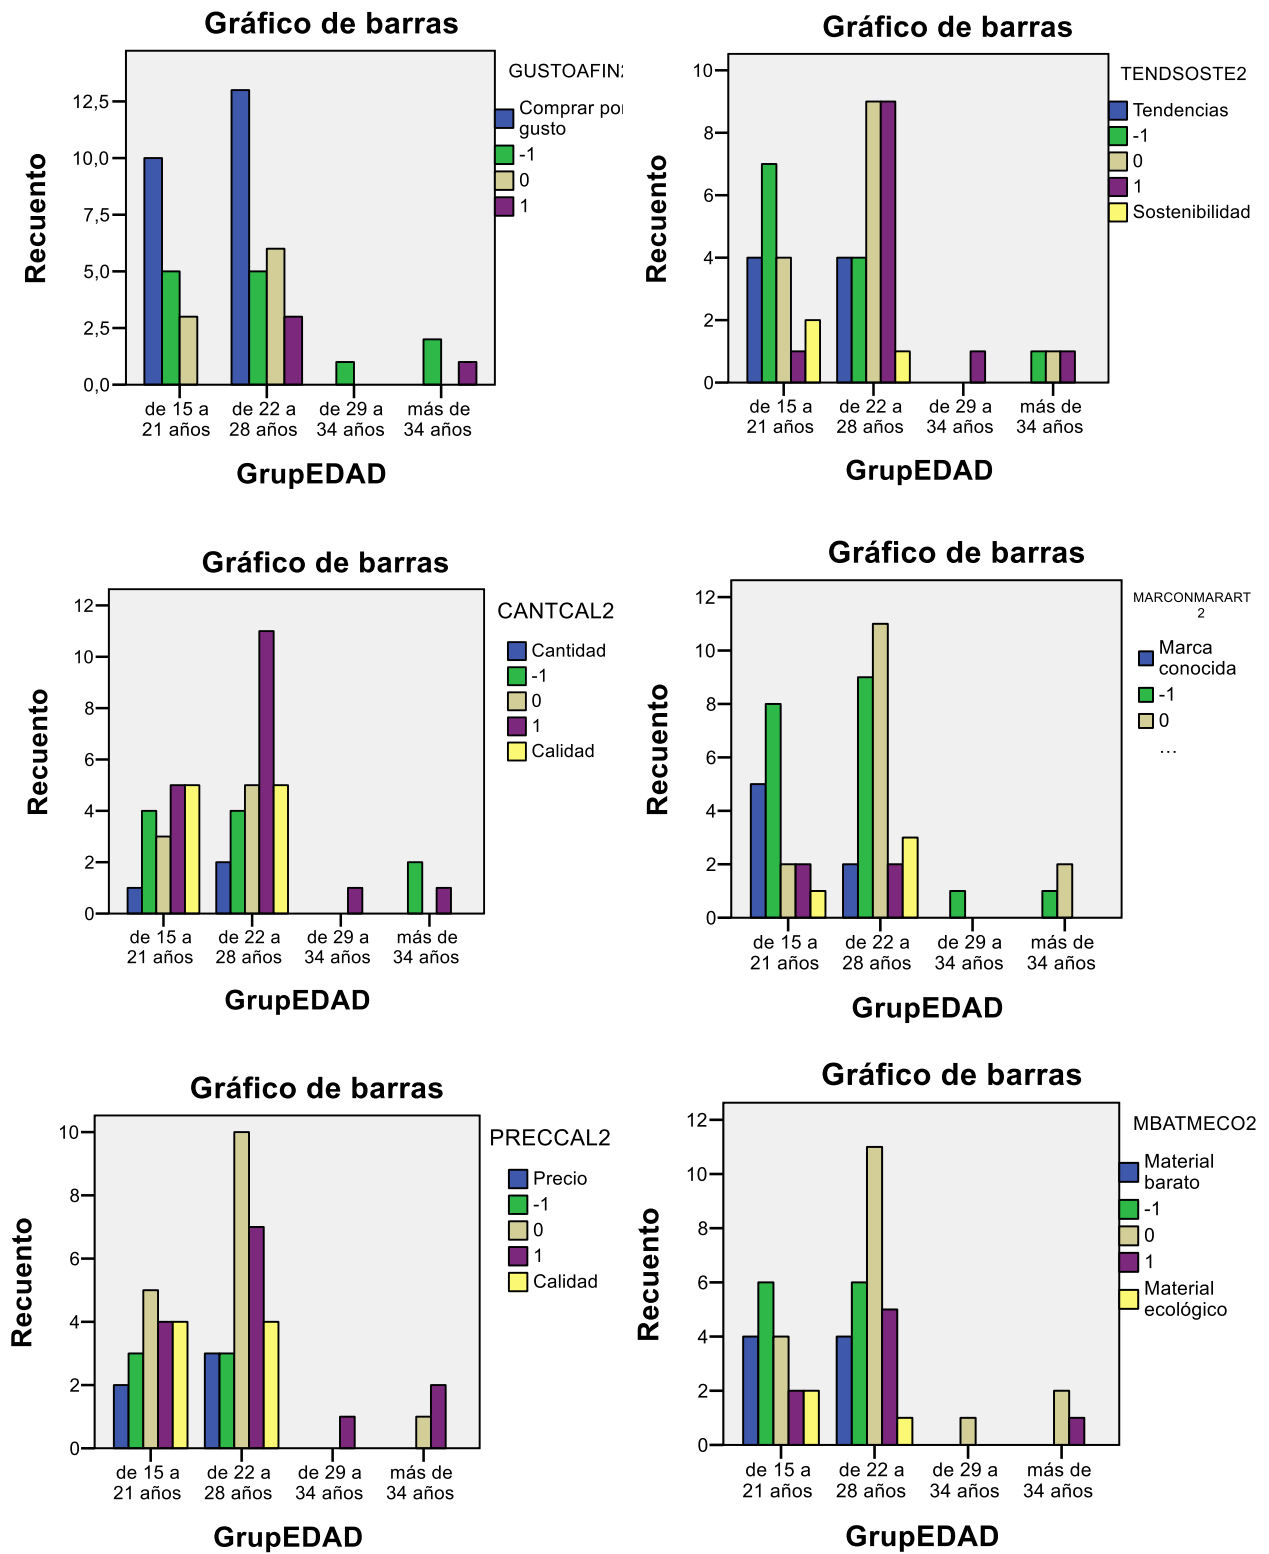 Gráfico de barras
GUSTOAFIN2
Comprar por
gusto
-1
0
1
12,5
10,0
7,5
5,0
2,5
0,0
Recuento
de 15 a
21 años
de 22 a
28 años
de 29 a
34 años
más de
34 años
GrupEDAD
Gráfico de barras
TENDSOSTE2
Tendencias
-1
0
1
Sostenibilidad
10
8
6
4
2
0
Recuento
de 15 a
21 años
de 22 a
28 años
de 29 a
34 años
más de
34 años
GrupEDAD
Gráfico de barras
CANTCAL2
Cantidad
-1
0
1
Calidad
12
10
8
6
4
2
0
Recuento
de 15 a
21 años
de 22 a
28 años
de 29 a
34 años
más de
34 años
GrupEDAD
Gráfico de barras
MARCONMARART
2
Marca
conocida
-1
0
...
12
10
8
6
4
2
0
Recuento
de 15 a
21 años
de 22 a
28 años
de 29 a
34 años
más de
34 años
GrupEDAD
Gráfico de barras
PRECCAL2
Precio
-1
0
1
Calidad
10
8
6
4
2
0
Recuento
de 15 a
21 años
de 22 a
28 años
de 29 a
34 años
más de
34 años
GrupEDAD
Gráfico de barras
MBATMECO2
Material
barato
-1
0
1
Material
ecológico
12
10
8
6
4
2
0
Recuento
de 15 a
21 años
de 22 a
28 años
de 29 a
34 años
más de
34 años
GrupEDAD